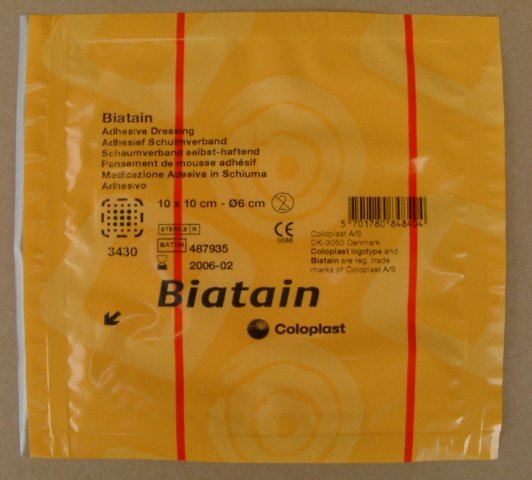 Biatain
Adhesive Dressing
Adhesief Schuimverband
Schaumverband selbst-haftend
Pansement de mousse adhésif
Medicazione Adesiva in Schiuma
Adhesivo
10 x 10 cm - Ø6 cm
2
STERILE R
CE
0086
5 701780 848404
3430
BATCH 487935
2006-02
Coloplast A/S
DK-3050 Denmark
Coloplast logotype and
Biatain are reg. trade
marks of Coloplast A/S
Biatain
Coloplast